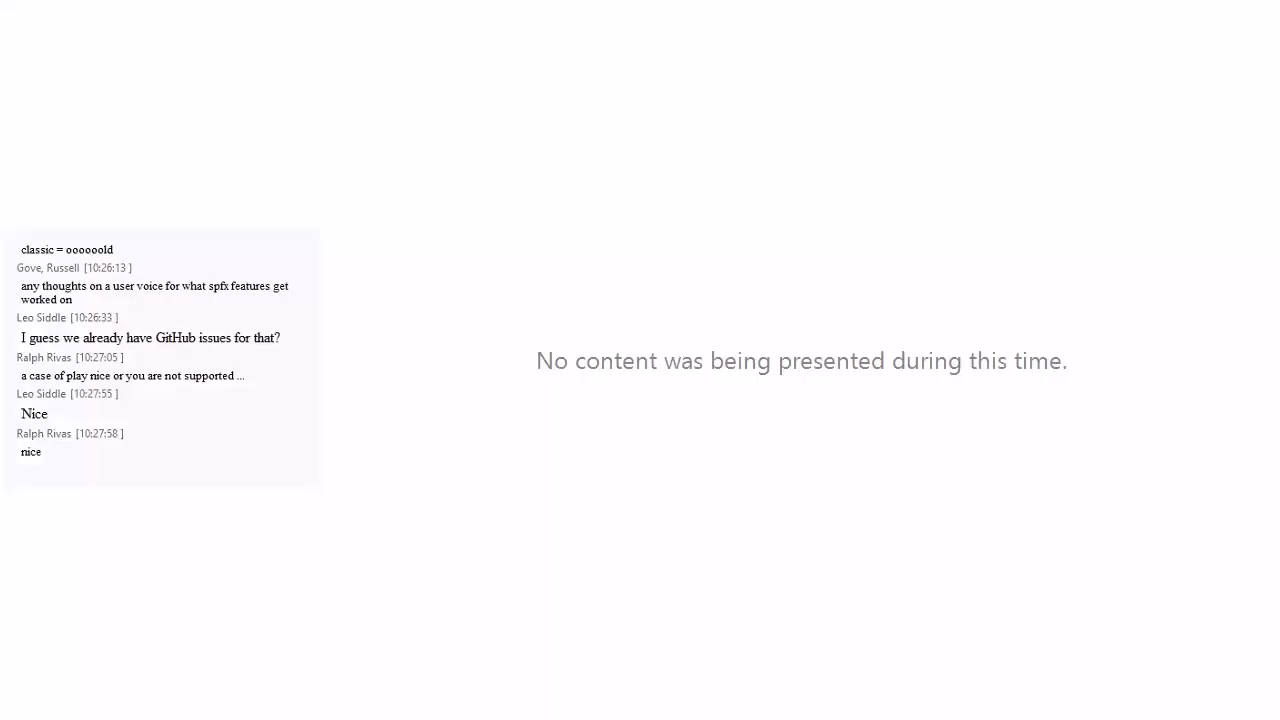 classic = oooooold
Gove, Russell [10:26:13 ]
any thoughts on a user voice for what spfx features get
worked on
Leo Siddle [10:26:33 ]
I guess we already have GitHub issues for that?
Ralph Rivas [10:27:05 ]
a case of play nice or you are not supported ...
Leo Siddle [10:27:55 ]
Nice
Ralph Rivas [10:27:58 ]
nice
No content was being presented during this time.